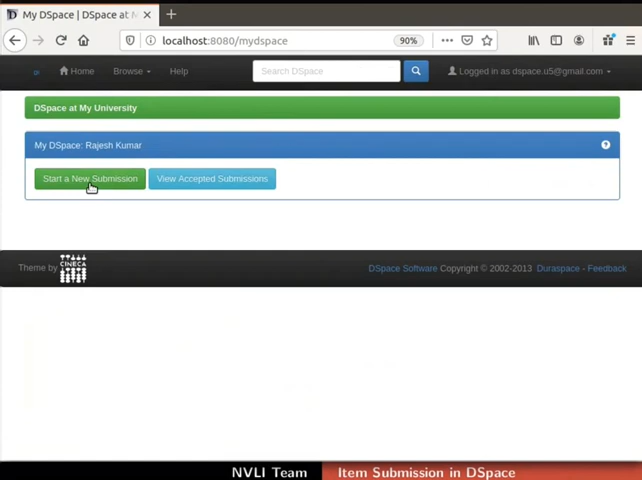 My DSpace | DSpace at M
localhost:8080/mydspace
90%
Home
Browse
Help
Search DSpace
Logged in as dspace.u5@gmail.com
DSpace at My University
My DSpace: Rajesh Kumar
Start a New Submission
View Accepted Submissions
Theme by CINECA
DSpace Software Copyright © 2002-2013 Duraspace - Feedback
NVLI Team
Item Submission in DSpace